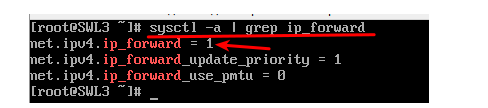 [root@SWL3 ~]# sysctl -a | grep ip_forward
net.ipv4.ip_forward = 1
net.ipv4.ip_forward_update_priority = 1
net.ipv4.ip_forward_use_pmtu = 0
[root@SWL3 ~]# _